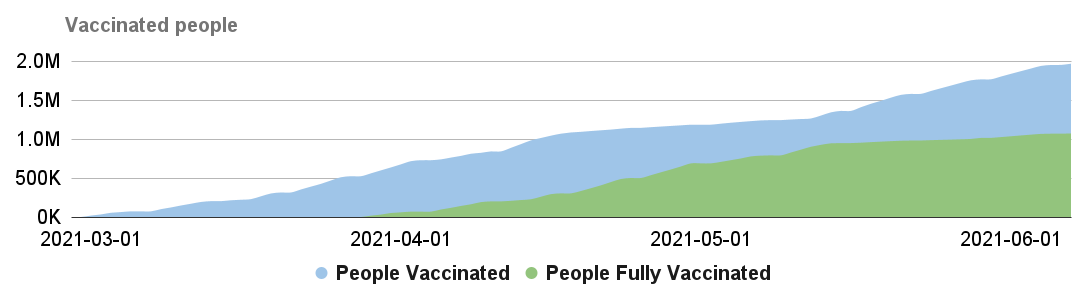 Vaccinated people
2.0M
1.5M
1.0M
500K
0K
2021-03-01 2021-04-01 2021-05-01 2021-06-01
People Vaccinated People Fully Vaccinated